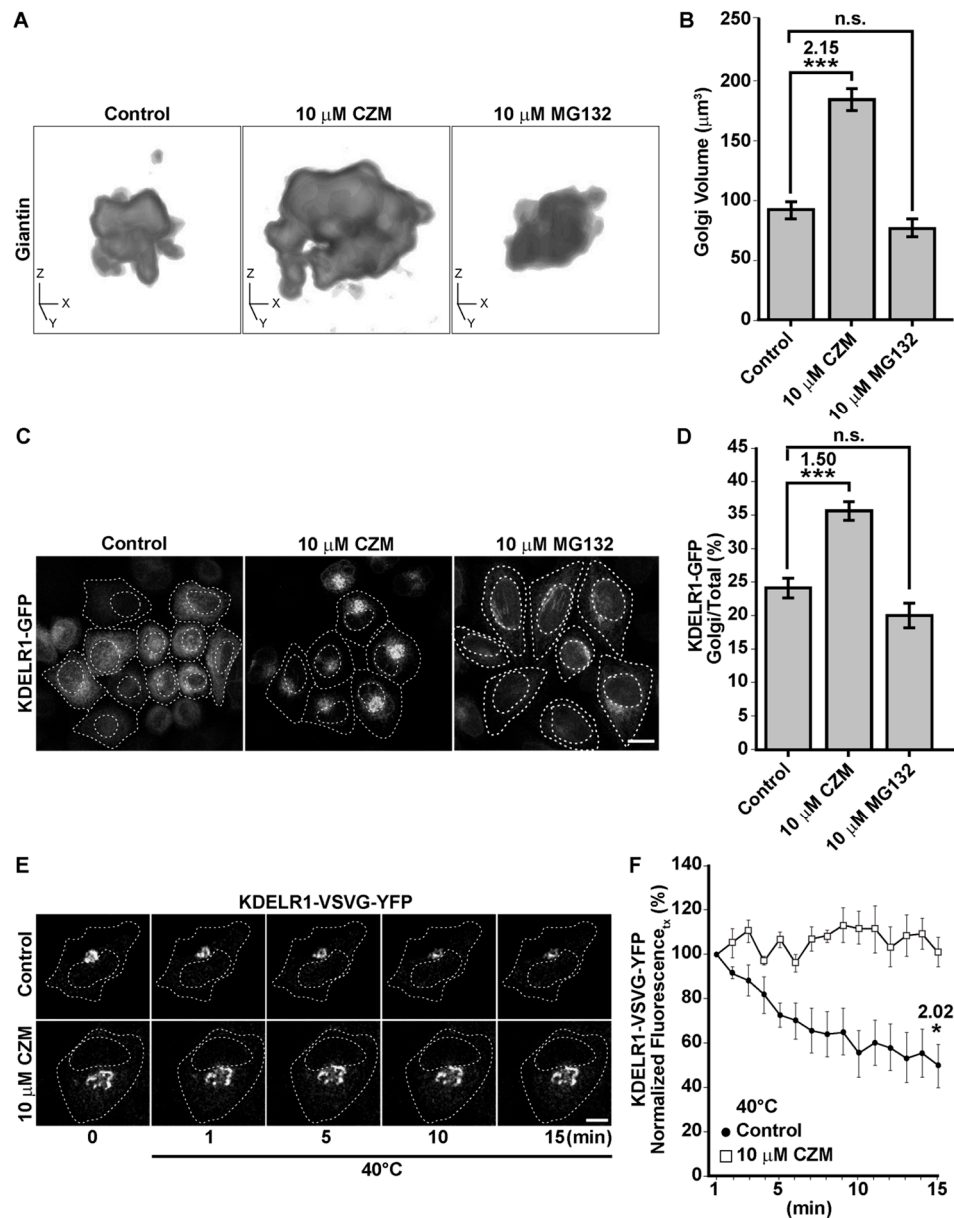 A
Control
10 μM CZM
10 μM MG132
Giantin
Z
X
Y
Z
X
Y
Z
X
Y
B
n.s.
2.15
***
Golgi Volume (μm³)
250
200
150
100
50
0
Control
10 μM CZM
10 μM MG132
C
Control
10 μM CZM
10 μM MG132
KDELR1-GFP
D
n.s.
1.50
***
KDELR1-GFP
Golgi/Total (%)
45
40
35
30
25
20
15
10
5
0
Control
10 μM CZM
10 μM MG132
E
KDELR1-VSVG-YFP
Control
10 μM CZM
0
1
5
10
15 (min)
40°C
F
KDELR1-VSVG-YFP
Normalized Fluorescence tx (%)
140
120
100
80
60
40
20
0
2.02
*
40°C
Control
10 μM CZM
1
5
10
15
(min)